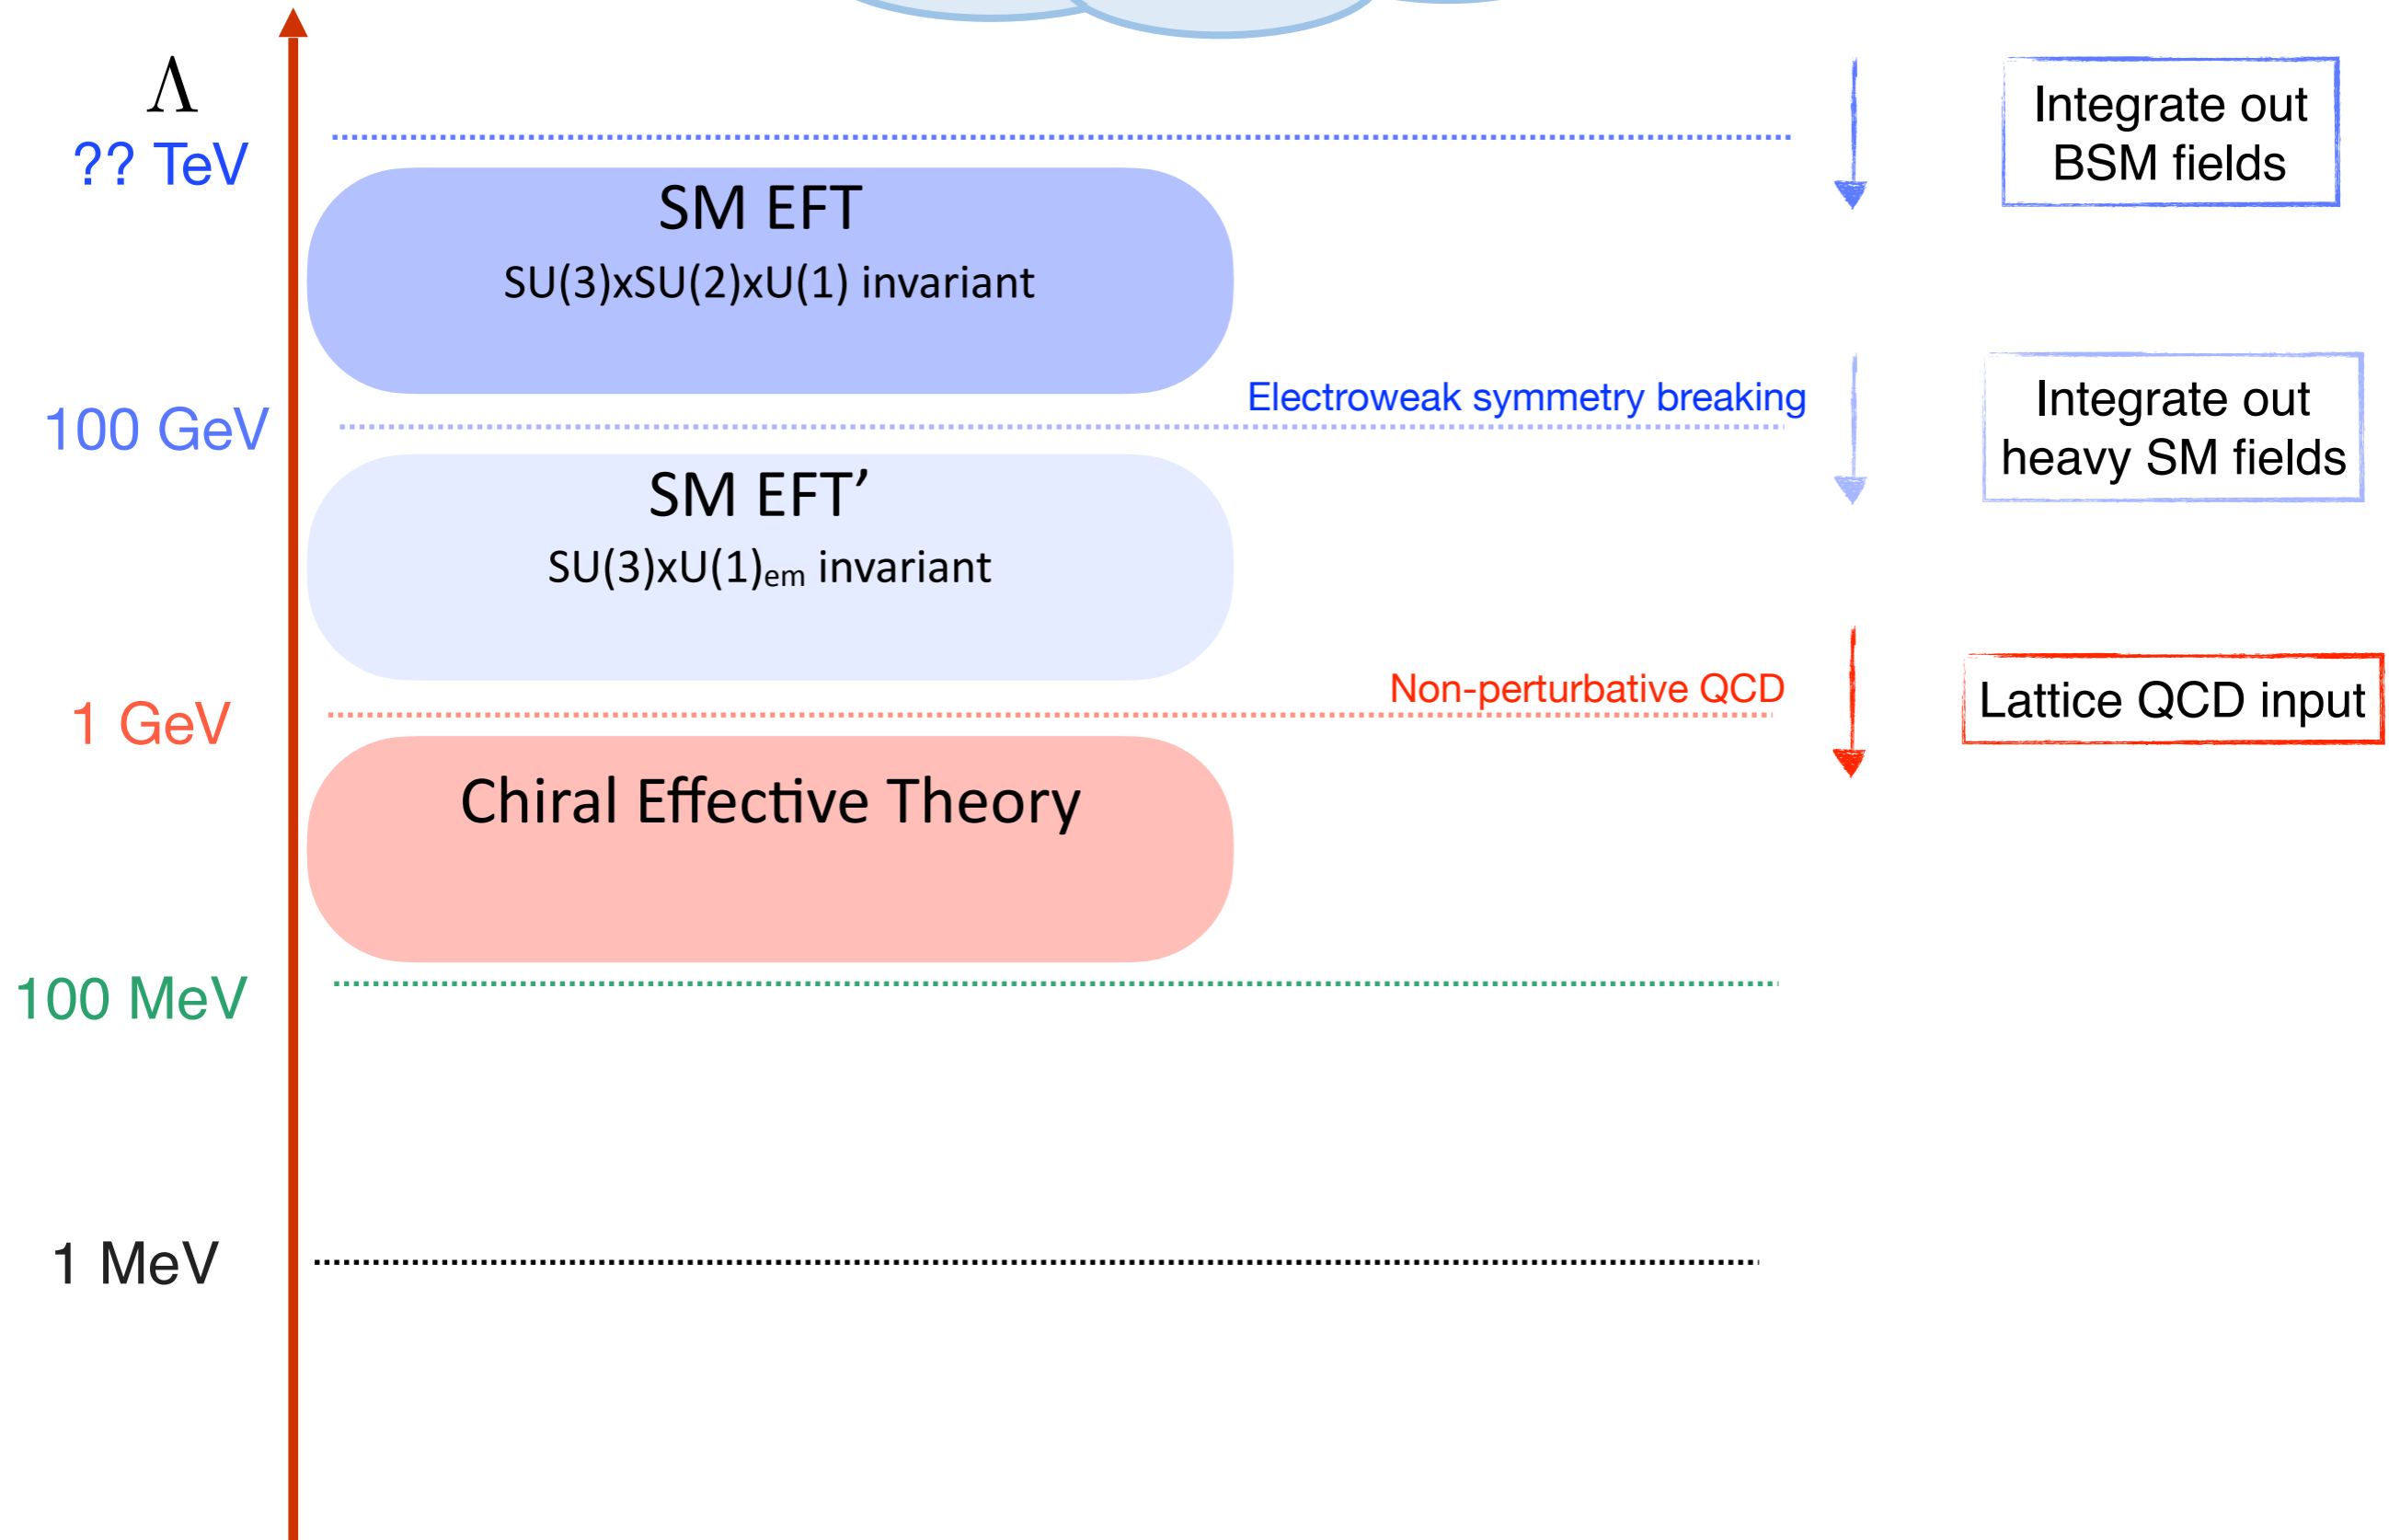 Λ
?? TeV
Integrate out
BSM fields
SM EFT
SU(3)xSU(2)xU(1) invariant
Electroweak symmetry breaking
100 GeV
Integrate out
heavy SM fields
SM EFT’
SU(3)xU(1)em invariant
Non-perturbative QCD
1 GeV
Lattice QCD input
Chiral Effective Theory
100 MeV
1 MeV